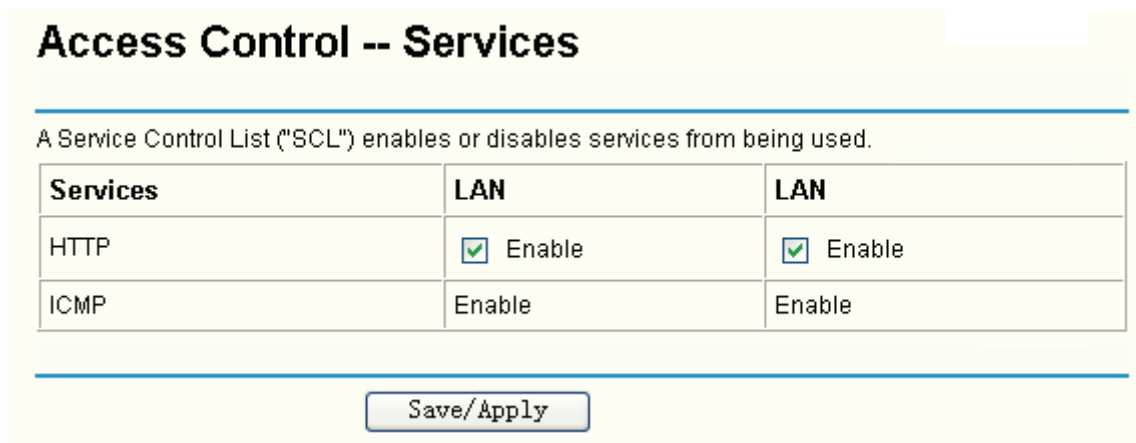 Access Control -- Services
A Service Control List ("SCL") enables or disables services from being used.
Services LAN LAN
HTTP Enable Enable
ICMP Enable Enable
Save/Apply